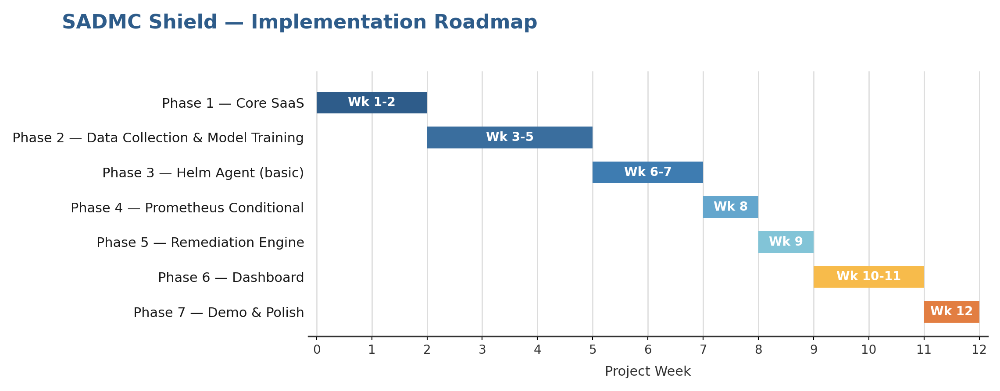 SADMC Shield — Implementation Roadmap
Phase 1 — Core SaaS
Wk 1-2
Phase 2 — Data Collection & Model Training
Wk 3-5
Phase 3 — Helm Agent (basic)
Wk 6-7
Phase 4 — Prometheus Conditional
Wk 8
Phase 5 — Remediation Engine
Wk 9
Phase 6 — Dashboard
Wk 10-11
Phase 7 — Demo & Polish
Wk 12
0 1 2 3 4 5 6 7 8 9 10 11 12
Project Week